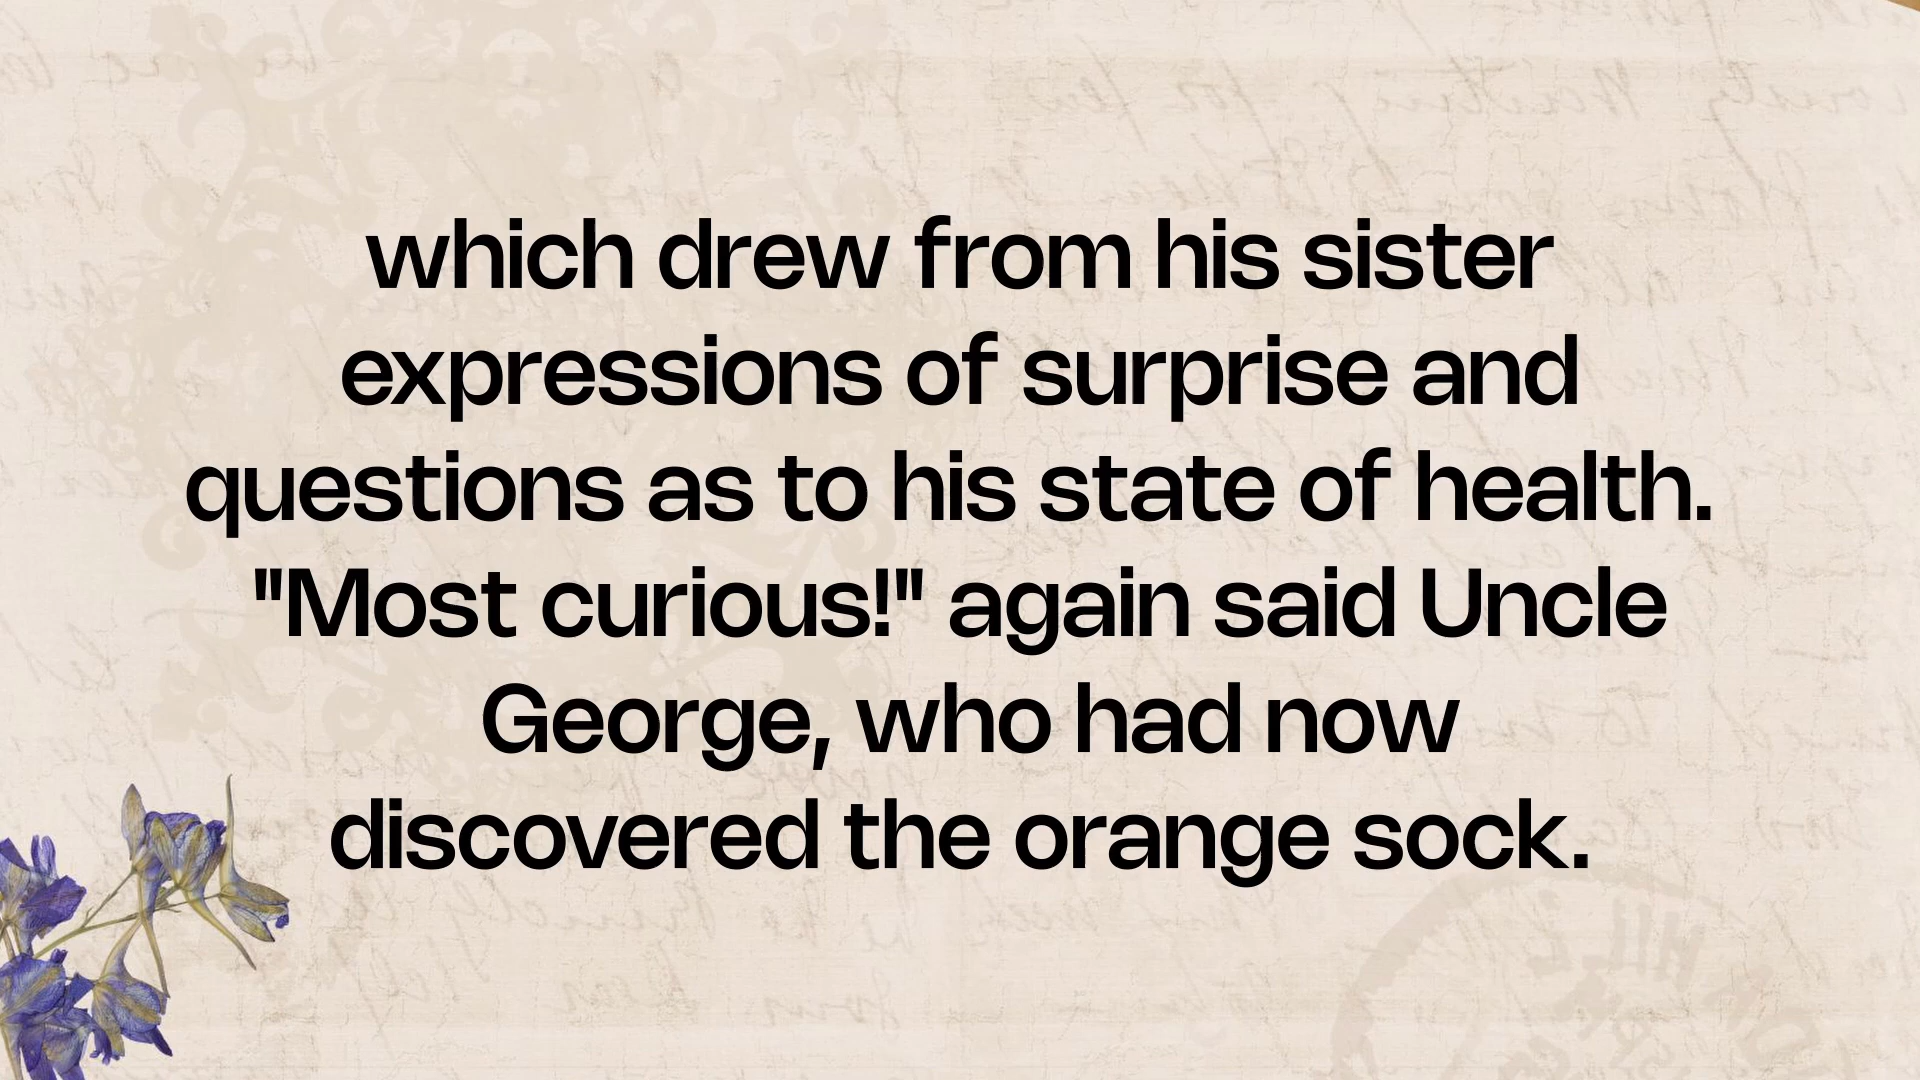 which drew from his sister
expressions of surprise and
questions as to his state of health.
"Most curious!" again said Uncle
George, who had now
discovered the orange sock.